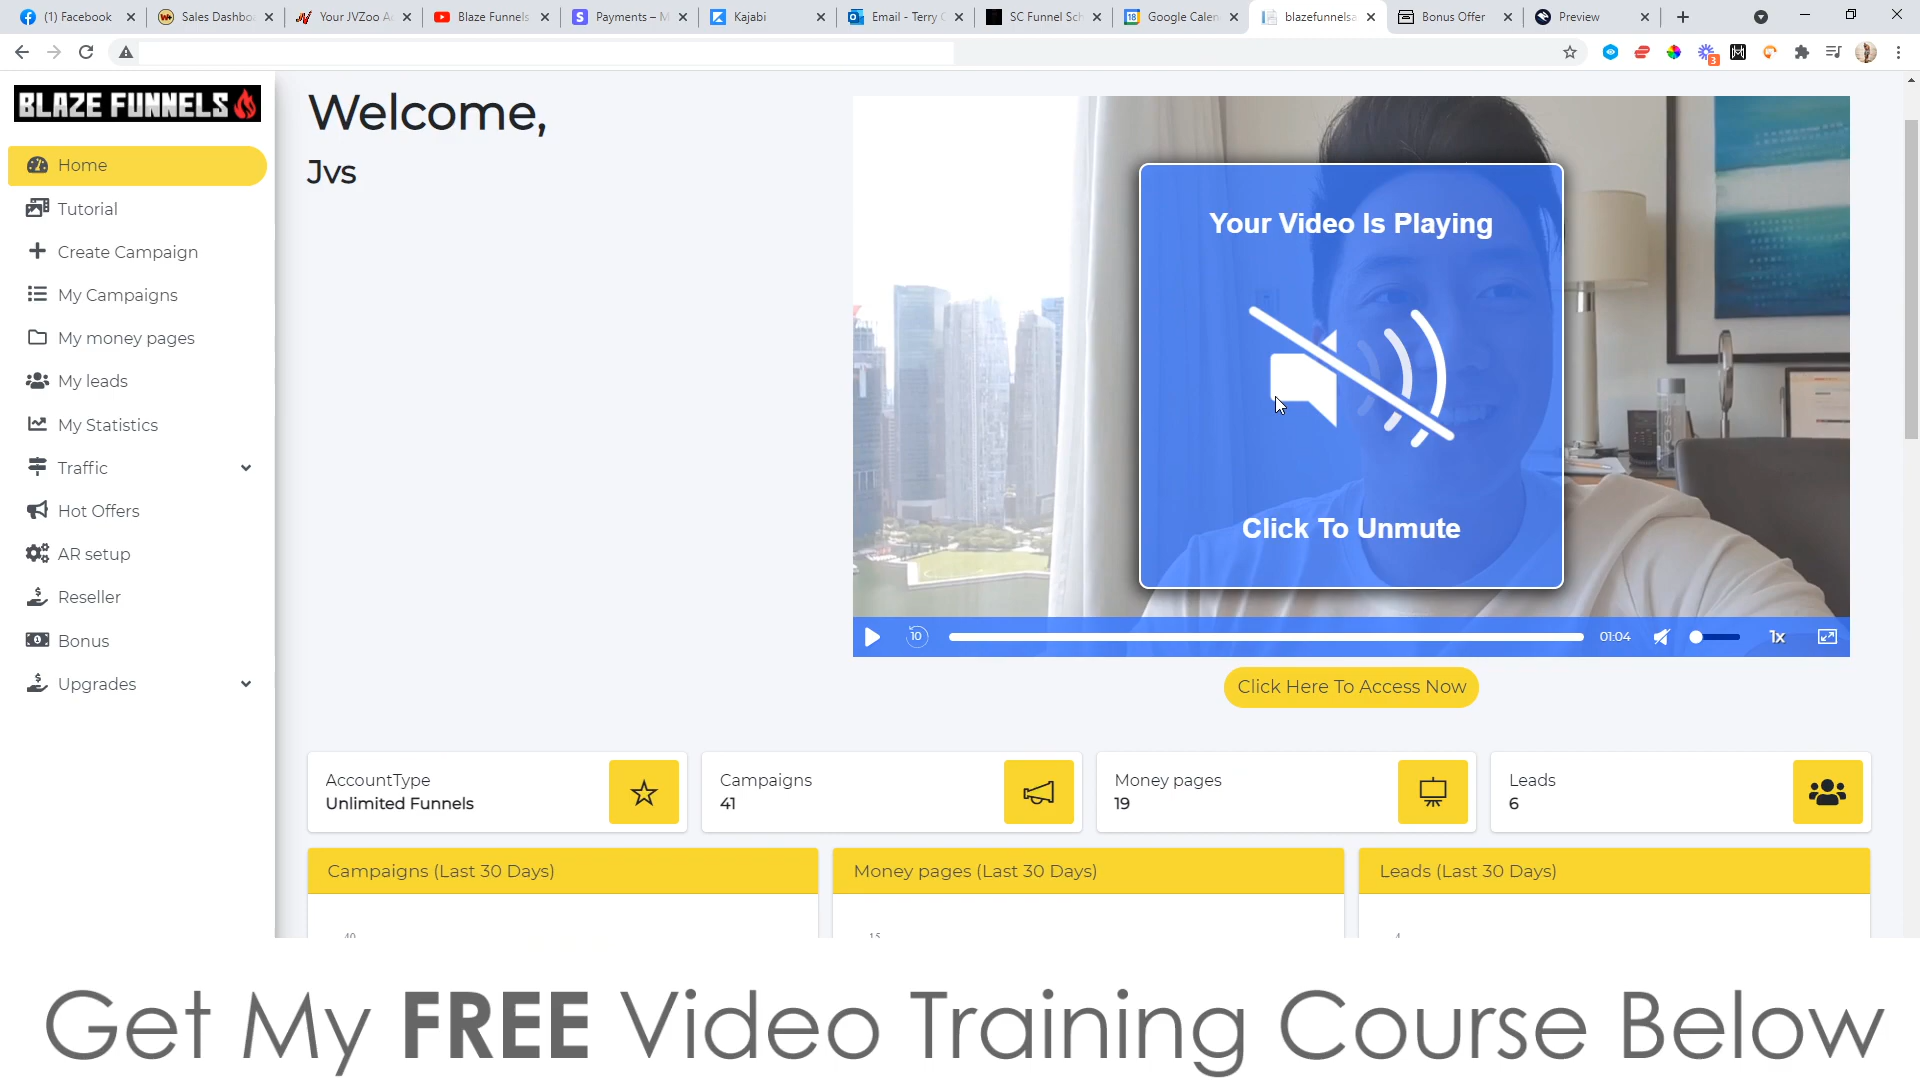 (1) Facebook
Sales Dashbo
Your JVZoo A
Blaze Funnels
Payments – M
Kajabi
Email - Terry
SC Funnel Sch
Google Calen
blazefunnelsa
Bonus Offer
Preview
3
BLAZE FUNNELS
Home
Tutorial
Create Campaign
My Campaigns
My money pages
My leads
My Statistics
Traffic
Hot Offers
AR setup
Reseller
Bonus
Upgrades
Welcome,
Jvs
Your Video Is Playing
Click To Unmute
10
01:04
1x
Click Here To Access Now
AccountType
Unlimited Funnels
Campaigns
41
Money pages
19
Leads
6
Campaigns (Last 30 Days)
Money pages (Last 30 Days)
Leads (Last 30 Days)
Get My FREE Video Training Course Below